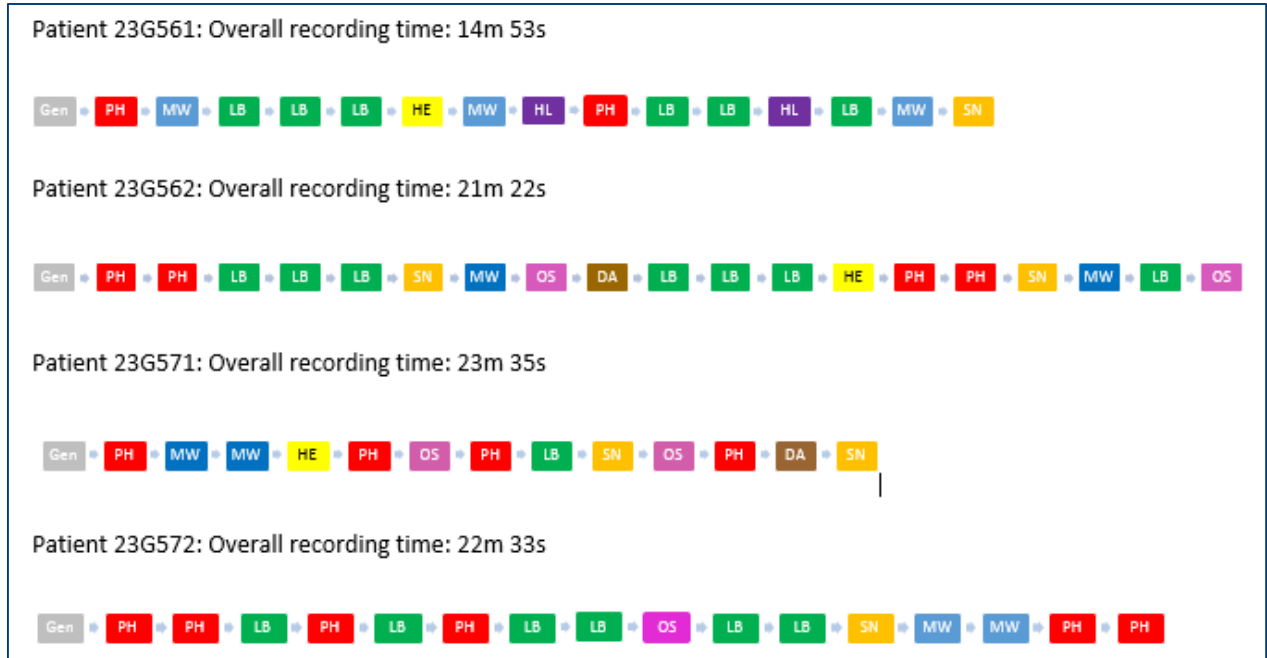 Patient 23G561: Overall recording time: 14m 53s
Gen PH MW LB LB LB HE MW HL PH LB LB HL LB MW SN
Patient 23G562: Overall recording time: 21m 22s
Gen PH PH LB LB LB SN MW OS DA LB LB LB HE PH PH SN MW LB OS
Patient 23G571: Overall recording time: 23m 35s
Gen PH MW MW HE PH OS PH LB SN OS PH DA SN
Patient 23G572: Overall recording time: 22m 33s
Gen PH PH LB PH LB PH LB LB OS LB LB SN MW MW PH PH